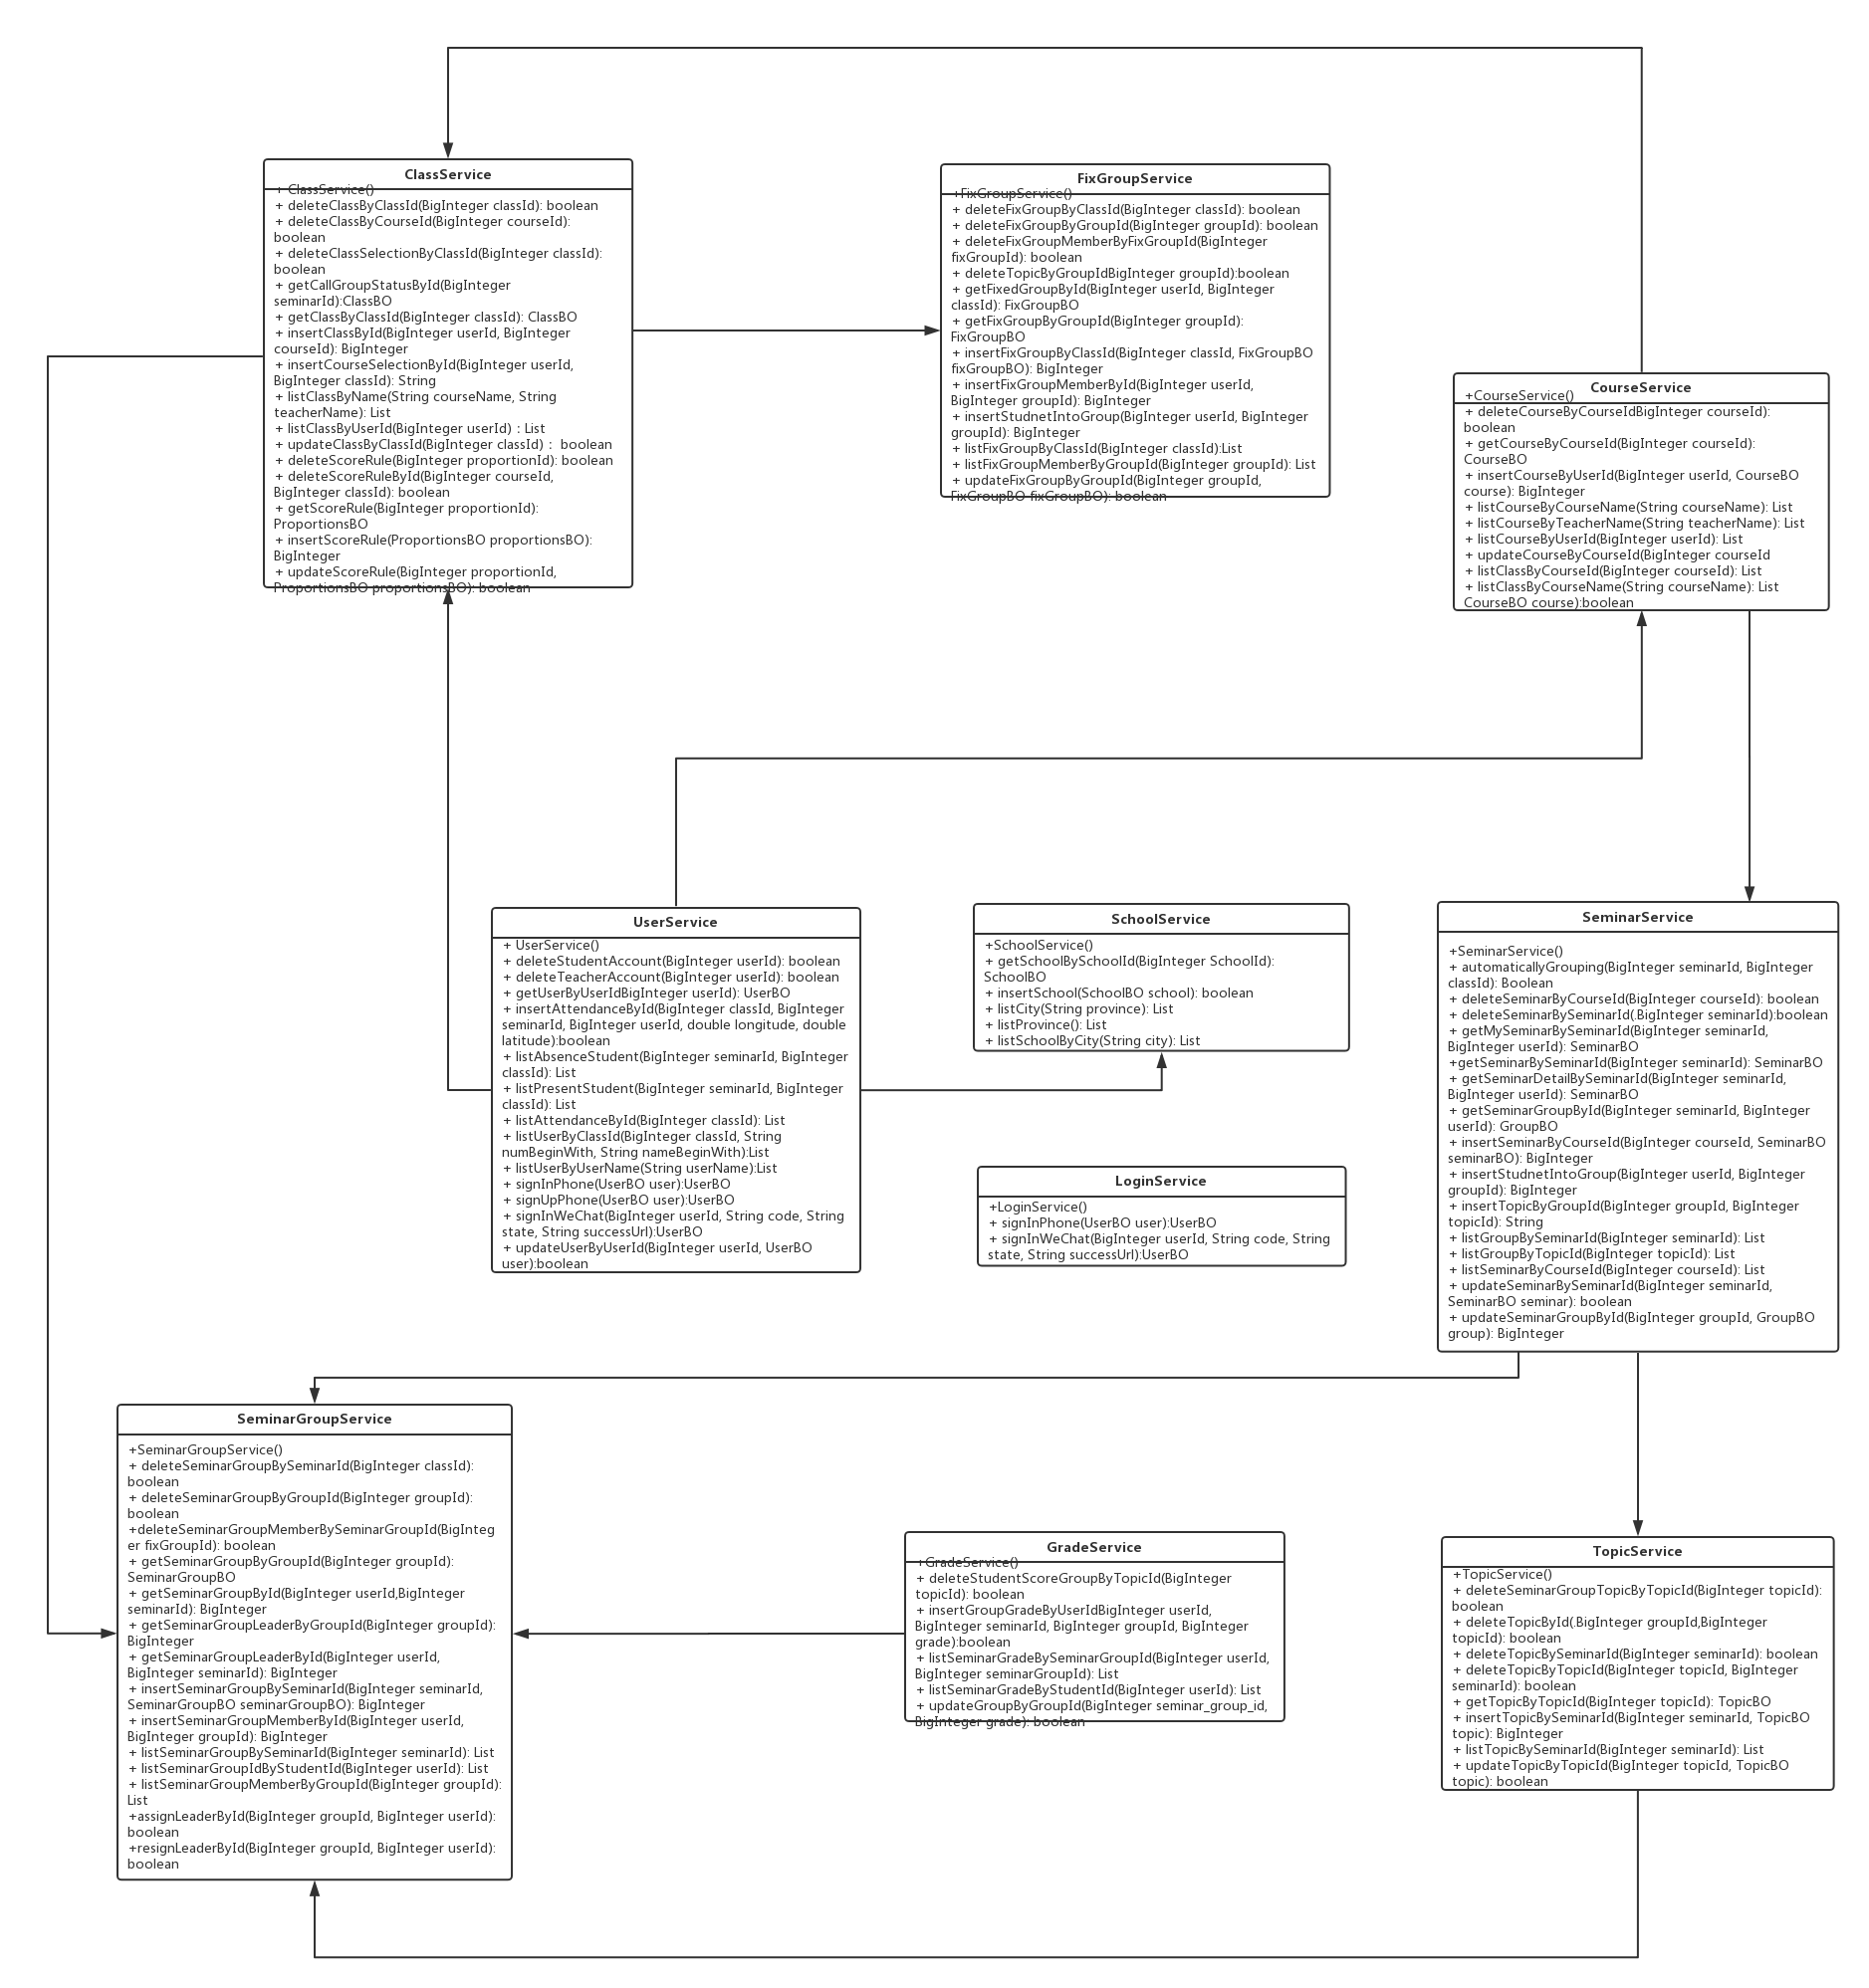 ClassService
+ ClassService()
+ deleteClassByClassId(BigInteger classId): boolean
+ deleteClassByCourseId(BigInteger courseId):
boolean
+ deleteClassSelectionByClassId(BigInteger classId):
boolean
+ getCallGroupStatusById(BigInteger
seminarId):ClassBO
+ getClassByClassId(BigInteger classId): ClassBO
+ insertClassById(BigInteger userId, BigInteger
courseId): BigInteger
+ insertCourseSelectionById(BigInteger userId,
BigInteger classId): String
+ listClassByName(String courseName, String
teacherName): List
+ listClassByUserId(BigInteger userId)：List
+ updateClassByClassId(BigInteger classId)： boolean
+ deleteScoreRule(BigInteger proportionId): boolean
+ deleteScoreRuleById(BigInteger courseId,
BigInteger classId): boolean
+ getScoreRule(BigInteger proportionId):
ProportionsBO
+ insertScoreRule(ProportionsBO proportionsBO):
BigInteger
+ updateScoreRule(BigInteger proportionId,
ProportionsBO proportionsBO): boolean
FixGroupService
+FixGroupService()
+ deleteFixGroupByClassId(BigInteger classId): boolean
+ deleteFixGroupByGroupId(BigInteger groupId): boolean
+ deleteFixGroupMemberByFixGroupId(BigInteger
fixGroupId): boolean
+ deleteTopicByGroupIdBigInteger groupId):boolean
+ getFixedGroupById(BigInteger userId, BigInteger
classId): FixGroupBO
+ getFixGroupByGroupId(BigInteger groupId):
FixGroupBO
+ insertFixGroupByClassId(BigInteger classId, FixGroupBO
fixGroupBO): BigInteger
+ insertFixGroupMemberById(BigInteger userId,
BigInteger groupId): BigInteger
+ insertStudnetIntoGroup(BigInteger userId, BigInteger
groupId): BigInteger
+ listFixGroupByClassId(BigInteger classId):List
+ listFixGroupMemberByGroupId(BigInteger groupId): List
+ updateFixGroupByGroupId(BigInteger groupId,
FixGroupBO fixGroupBO): boolean
CourseService
+CourseService()
+ deleteCourseByCourseIdBigInteger courseId):
boolean
+ getCourseByCourseId(BigInteger courseId):
CourseBO
+ insertCourseByUserId(BigInteger userId, CourseBO
course): BigInteger
+ listCourseByCourseName(String courseName): List
+ listCourseByTeacherName(String teacherName): List
+ listCourseByUserId(BigInteger userId): List
+ updateCourseByCourseId(BigInteger courseId
+ listClassByCourseId(BigInteger courseId): List
+ listClassByCourseName(String courseName): List
CourseBO course):boolean
UserService
+ UserService()
+ deleteStudentAccount(BigInteger userId): boolean
+ deleteTeacherAccount(BigInteger userId): boolean
+ getUserByUserIdBigInteger userId): UserBO
+ insertAttendanceById(BigInteger classId, BigInteger
seminarId, BigInteger userId, double longitude, double
latitude):boolean
+ listAbsenceStudent(BigInteger seminarId, BigInteger
classId): List
+ listPresentStudent(BigInteger seminarId, BigInteger
classId): List
+ listAttendanceById(BigInteger classId): List
+ listUserByClassId(BigInteger classId, String
numBeginWith, String nameBeginWith):List
+ listUserByUserName(String userName):List
+ signInPhone(UserBO user):UserBO
+ signUpPhone(UserBO user):UserBO
+ signInWeChat(BigInteger userId, String code, String
state, String successUrl):UserBO
+ updateUserByUserId(BigInteger userId, UserBO
user):boolean
SchoolService
+SchoolService()
+ getSchoolBySchoolId(BigInteger SchoolId):
SchoolBO
+ insertSchool(SchoolBO school): boolean
+ listCity(String province): List
+ listProvince(): List
+ listSchoolByCity(String city): List
LoginService
+LoginService()
+ signInPhone(UserBO user):UserBO
+ signInWeChat(BigInteger userId, String code, String
state, String successUrl):UserBO
SeminarService
+SeminarService()
+ automaticallyGrouping(BigInteger seminarId, BigInteger
classId): Boolean
+ deleteSeminarByCourseId(BigInteger courseId): boolean
+ deleteSeminarBySeminarId(.BigInteger seminarId):boolean
+ getMySeminarBySeminarId(BigInteger seminarId,
BigInteger userId): SeminarBO
+getSeminarBySeminarId(BigInteger seminarId): SeminarBO
+ getSeminarDetailBySeminarId(BigInteger seminarId,
BigInteger userId): SeminarBO
+ getSeminarGroupById(BigInteger seminarId, BigInteger
userId): GroupBO
+ insertSeminarByCourseId(BigInteger courseId, SeminarBO
seminarBO): BigInteger
+ insertStudnetIntoGroup(BigInteger userId, BigInteger
groupId): BigInteger
+ insertTopicByGroupId(BigInteger groupId, BigInteger
topicId): String
+ listGroupBySeminarId(BigInteger seminarId): List
+ listGroupByTopicId(BigInteger topicId): List
+ listSeminarByCourseId(BigInteger courseId): List
+ updateSeminarBySeminarId(BigInteger seminarId,
SeminarBO seminar): boolean
+ updateSeminarGroupById(BigInteger groupId, GroupBO
group): BigInteger
SeminarGroupService
+SeminarGroupService()
+ deleteSeminarGroupBySeminarId(BigInteger classId):
boolean
+ deleteSeminarGroupByGroupId(BigInteger groupId):
boolean
+deleteSeminarGroupMemberBySeminarGroupId(BigInteg
er fixGroupId): boolean
+ getSeminarGroupByGroupId(BigInteger groupId):
SeminarGroupBO
+ getSeminarGroupById(BigInteger userId,BigInteger
seminarId): BigInteger
+ getSeminarGroupLeaderByGroupId(BigInteger groupId):
BigInteger
+ getSeminarGroupLeaderById(BigInteger userId,
BigInteger seminarId): BigInteger
+ insertSeminarGroupBySeminarId(BigInteger seminarId,
SeminarGroupBO seminarGroupBO): BigInteger
+ insertSeminarGroupMemberById(BigInteger userId,
BigInteger groupId): BigInteger
+ listSeminarGroupBySeminarId(BigInteger seminarId): List
+ listSeminarGroupIdByStudentId(BigInteger userId): List
+ listSeminarGroupMemberByGroupId(BigInteger groupId):
List
+assignLeaderById(BigInteger groupId, BigInteger userId):
boolean
+resignLeaderById(BigInteger groupId, BigInteger userId):
boolean
GradeService
+GradeService()
+ deleteStudentScoreGroupByTopicId(BigInteger
topicId): boolean
+ insertGroupGradeByUserIdBigInteger userId,
BigInteger seminarId, BigInteger groupId, BigInteger
grade):boolean
+ listSeminarGradeBySeminarGroupId(BigInteger userId,
BigInteger seminarGroupId): List
+ listSeminarGradeByStudentId(BigInteger userId): List
+ updateGroupByGroupId(BigInteger seminar_group_id,
BigInteger grade): boolean
TopicService
+TopicService()
+ deleteSeminarGroupTopicByTopicId(BigInteger topicId):
boolean
+ deleteTopicById(.BigInteger groupId,BigInteger
topicId): boolean
+ deleteTopicBySeminarId(BigInteger seminarId): boolean
+ deleteTopicByTopicId(BigInteger topicId, BigInteger
seminarId): boolean
+ getTopicByTopicId(BigInteger topicId): TopicBO
+ insertTopicBySeminarId(BigInteger seminarId, TopicBO
topic): BigInteger
+ listTopicBySeminarId(BigInteger seminarId): List
+ updateTopicByTopicId(BigInteger topicId, TopicBO
topic): boolean